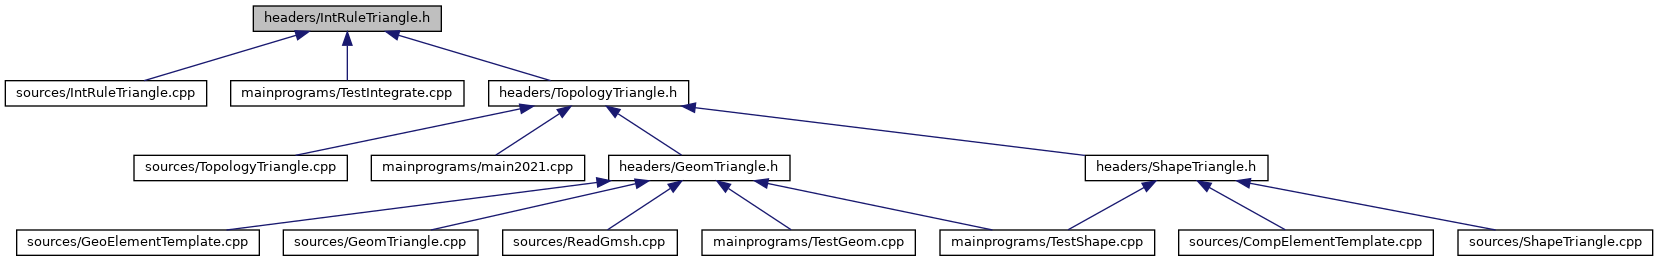 headers/IntRuleTriangle.h
sources/IntRuleTriangle.cpp
mainprograms/TestIntegrate.cpp
headers/TopologyTriangle.h
sources/TopologyTriangle.cpp
mainprograms/main2021.cpp
headers/GeomTriangle.h
headers/ShapeTriangle.h
sources/GeoElementTemplate.cpp
sources/GeomTriangle.cpp
sources/ReadGmsh.cpp
mainprograms/TestGeom.cpp
mainprograms/TestShape.cpp
sources/CompElementTemplate.cpp
sources/ShapeTriangle.cpp